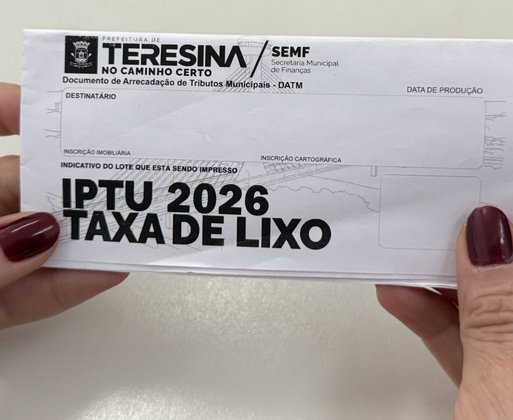 PREFEITURA DE
TERESINA
NO CAMINHO CERTO
SEMF
Secretaria Municipal
de Finanças
Documento de Arrecadação de Tributos Municipais - DATM
DATA DE PRODUÇÃO
DESTINATÁRIO
INSCRIÇÃO IMOBILIÁRIA
INSCRIÇÃO CARTOGRÁFICA
INDICATIVO DO LOTE QUE ESTÁ SENDO IMPRESSO
IPTU 2026
TAXA DE LIXO